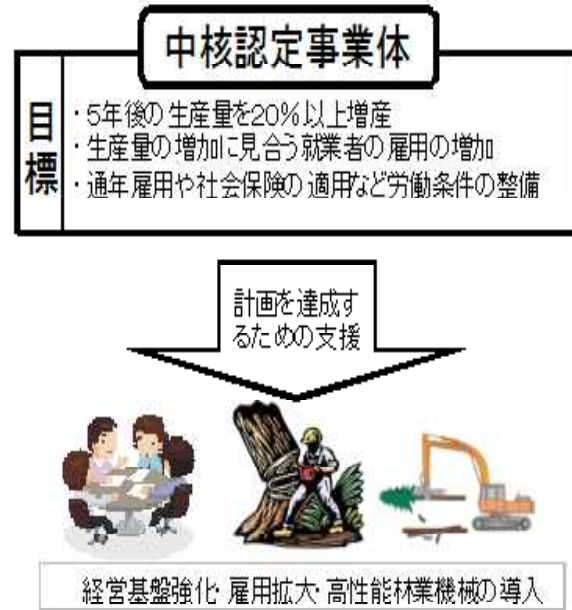 中核認定事業体
目標
・5年後の生産量を20％以上増産
・生産量の増加に見合う就業者の雇用の増加
・通年雇用や社会保険の適用など労働条件の整備
計画を達成す
るための支援
経営基盤強化・雇用拡大・高性能林業機械の導入